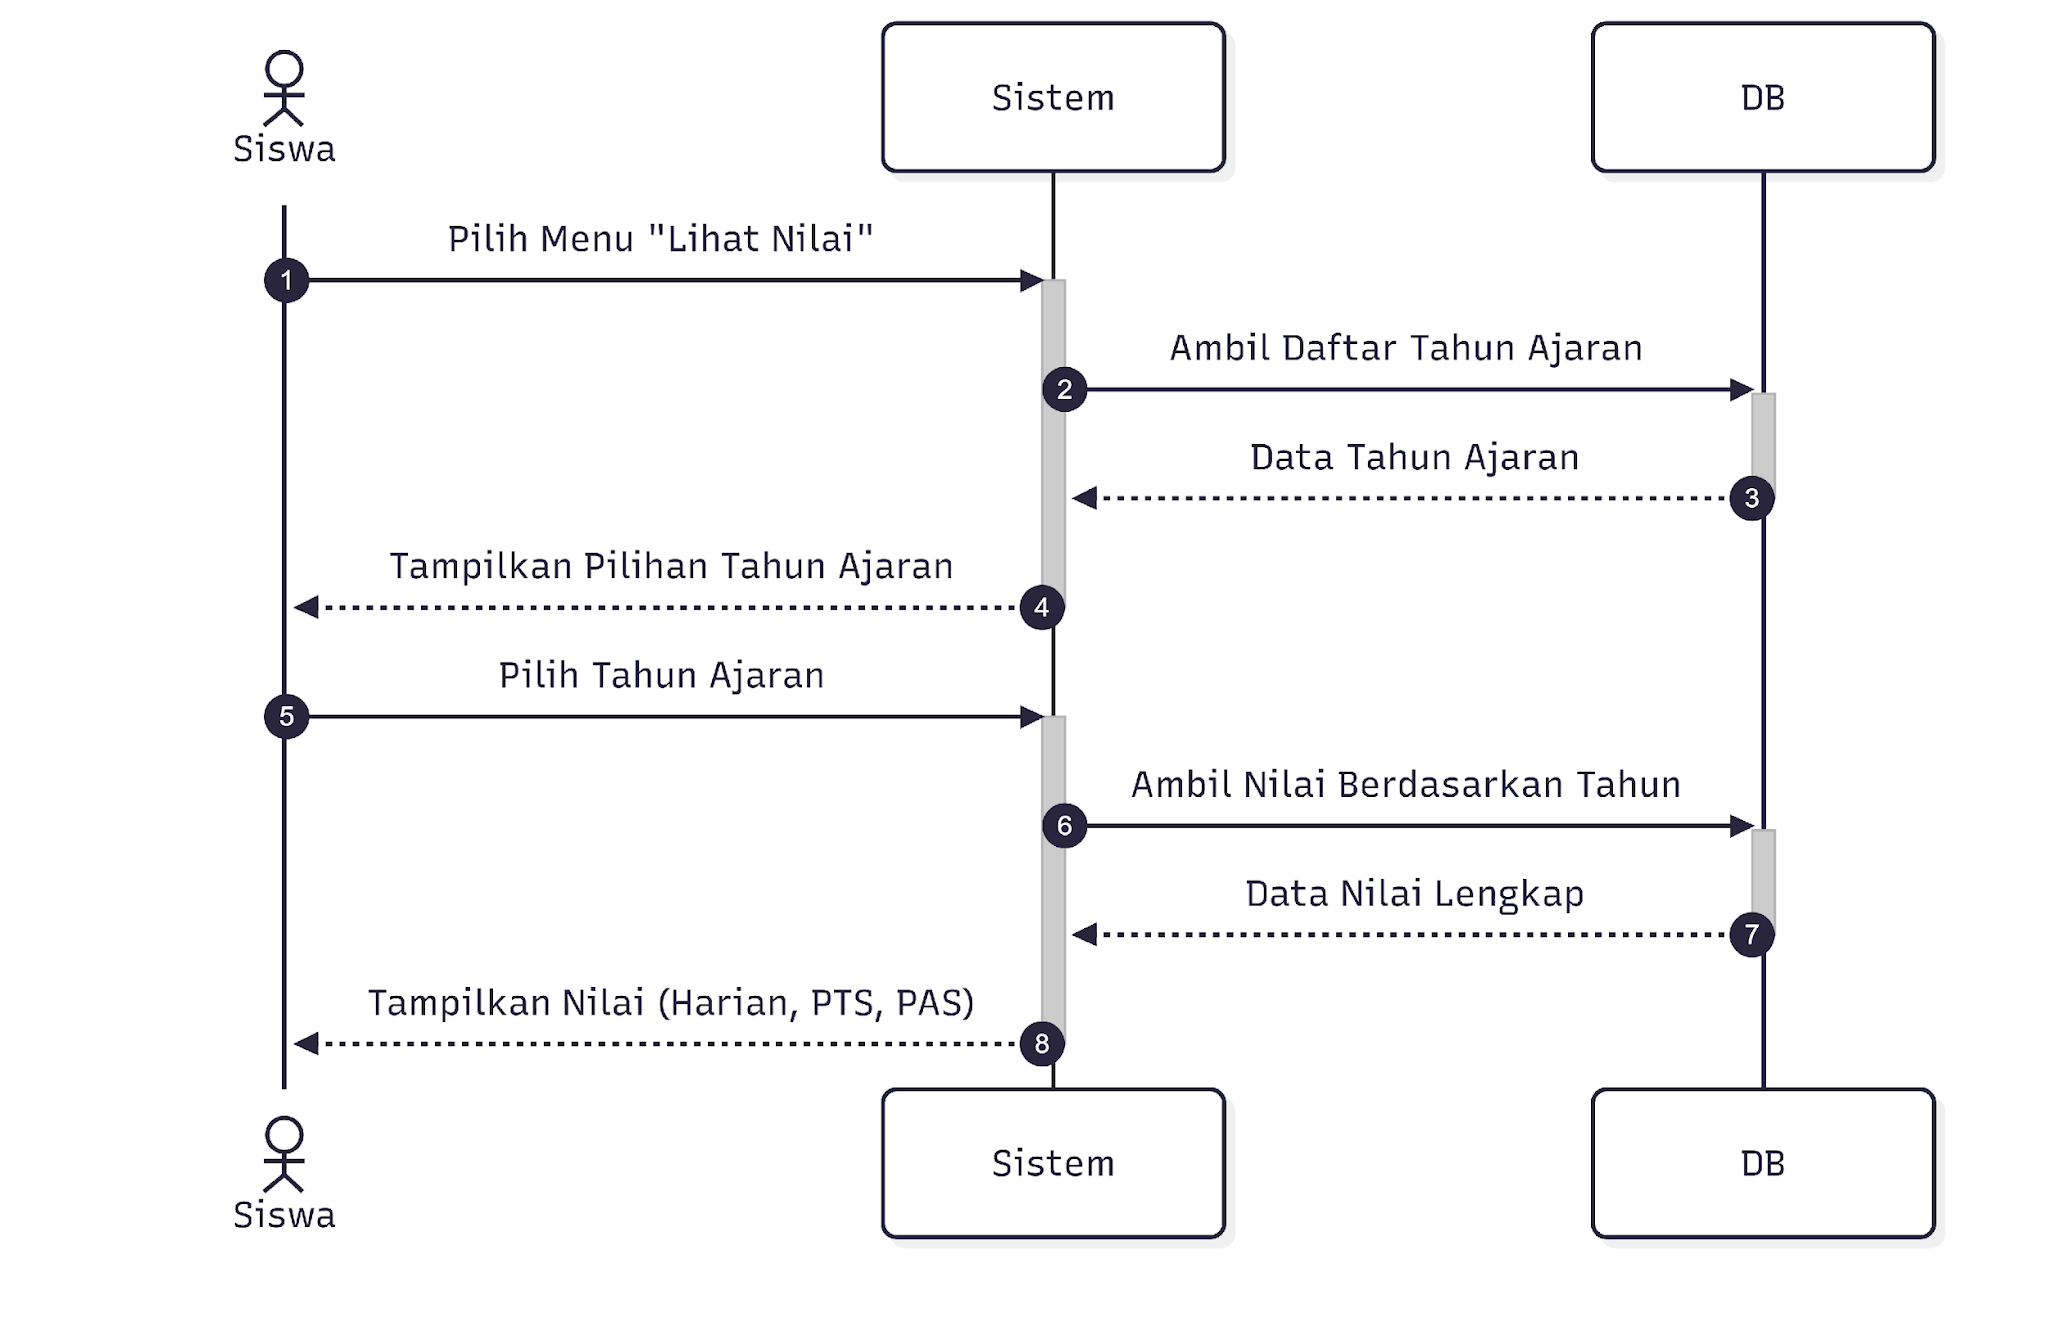 Siswa
Sistem
DB
Pilih Menu "Lihat Nilai"
1
Ambil Daftar Tahun Ajaran
2
Data Tahun Ajaran
3
Tampilkan Pilihan Tahun Ajaran
4
Pilih Tahun Ajaran
5
Ambil Nilai Berdasarkan Tahun
6
Data Nilai Lengkap
7
Tampilkan Nilai (Harian, PTS, PAS)
8
Siswa
Sistem
DB